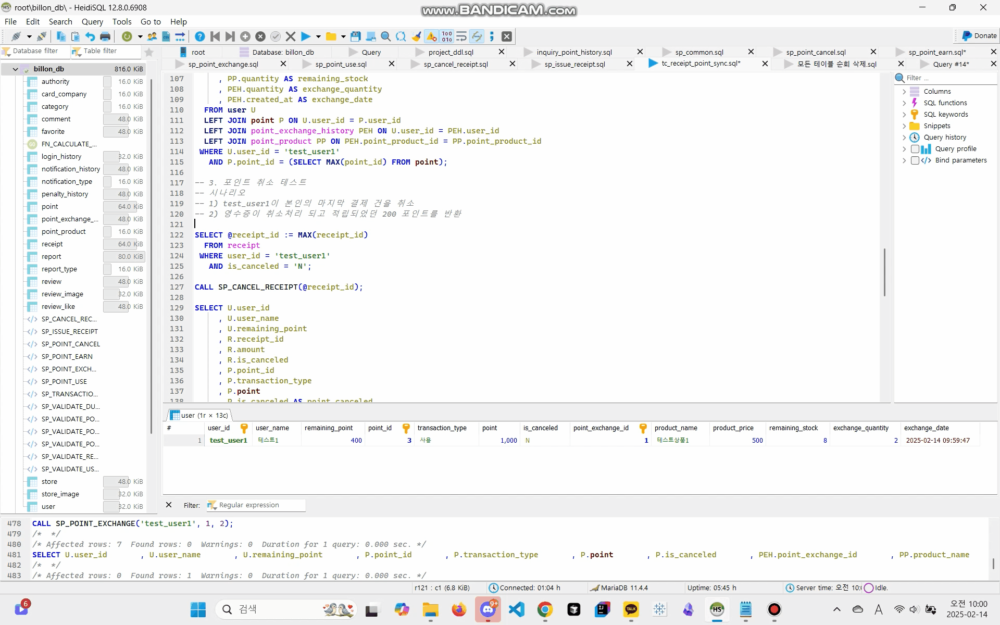 root\billon_db\ - HeidiSQL 12.8.0.6908
www.BANDICAM.com
File Edit Search Query Tools Go to Help
Donate
Database filter Table filter
root Database: billon_db Query project_ddl.sql inquiry_point_history.sql sp_common.sql sp_point_cancel.sql sp_point_earn.sql*
sp_point_exchange.sql sp_point_use.sql sp_cancel_receipt.sql sp_issue_receipt.sql tc_receipt_point_sync.sql* 모든 테이블 순회 삭제.sql Query #14*
billon_db 816.0 KiB
authority 16.0 KiB
card_company 16.0 KiB
category 16.0 KiB
comment 48.0 KiB
favorite 48.0 KiB
FN_CALCULATE_...
login_history 32.0 KiB
notification_history 48.0 KiB
notification_type 16.0 KiB
penalty_history 48.0 KiB
point 64.0 KiB
point_exchange_... 48.0 KiB
point_product 16.0 KiB
receipt 64.0 KiB
report 80.0 KiB
report_type 16.0 KiB
review 48.0 KiB
review_image 32.0 KiB
review_like 48.0 KiB
SP_CANCEL_REC...
SP_ISSUE_RECEIPT
SP_POINT_CANCEL
SP_POINT_EARN
SP_POINT_EXCH...
SP_POINT_USE
SP_TRANSACTIO...
SP_VALIDATE_DU...
SP_VALIDATE_PO...
SP_VALIDATE_PO...
SP_VALIDATE_PO...
SP_VALIDATE_RE...
SP_VALIDATE_US...
store 48.0 KiB
store_image 32.0 KiB
user 32.0 KiB
107 , PP.quantity AS remaining_stock
108 , PEH.quantity AS exchange_quantity
109 , PEH.created_at AS exchange_date
110 FROM user U
111 LEFT JOIN point P ON U.user_id = P.user_id
112 LEFT JOIN point_exchange_history PEH ON U.user_id = PEH.user_id
113 LEFT JOIN point_product PP ON PEH.point_product_id = PP.point_product_id
114 WHERE U.user_id = 'test_user1'
115 AND P.point_id = (SELECT MAX(point_id) FROM point);
116
117 -- 3. 포인트 취소 테스트
118 -- 시나리오
119 -- 1) test_user1이 본인의 마지막 결제 건을 취소
120 -- 2) 영수증이 취소처리 되고 적립되었던 200 포인트를 반환
121
122 SELECT @receipt_id := MAX(receipt_id)
123 FROM receipt
124 WHERE user_id = 'test_user1'
125 AND is_canceled = 'N';
126
127 CALL SP_CANCEL_RECEIPT(@receipt_id);
128
129 SELECT U.user_id
130 , U.user_name
131 , U.remaining_point
132 , R.receipt_id
133 , R.amount
134 , R.is_canceled
135 , P.point_id
136 , P.transaction_type
137 , P.point
138 , P.is_canceled AS point_canceled
Filter ...
Columns
SQL functions
SQL keywords
Snippets
Query history
Query profile
Bind parameters
user (1r × 13c)
# user_id user_name remaining_point point_id transaction_type point is_canceled point_exchange_id product_name product_price remaining_stock exchange_quantity exchange_date
1 test_user1 테스트1 400 3 사용 1,000 N 1 테스트상품1 500 8 2 2025-02-14 09:59:47
Filter: Regular expression
478 CALL SP_POINT_EXCHANGE('test_user1', 1, 2);
479 /* */
480 /* Affected rows: 7 Found rows: 0 Warnings: 0 Duration for 1 query: 0.000 sec. */
481 SELECT U.user_id , U.user_name , U.remaining_point , P.point_id , P.transaction_type , P.point , P.is_canceled , PEH.point_exchange_id , PP.product_name
482 /* */
483 /* Affected rows: 0 Found rows: 1 Warnings: 0 Duration for 1 query: 0.000 sec. */
r121 : c1 (6.8 KiB) Connected: 01:04 h MariaDB 11.4.4 Uptime: 05:45 h Server time: 오전 10: Idle.
6 검색 9+ 오전 10:00
2025-02-14